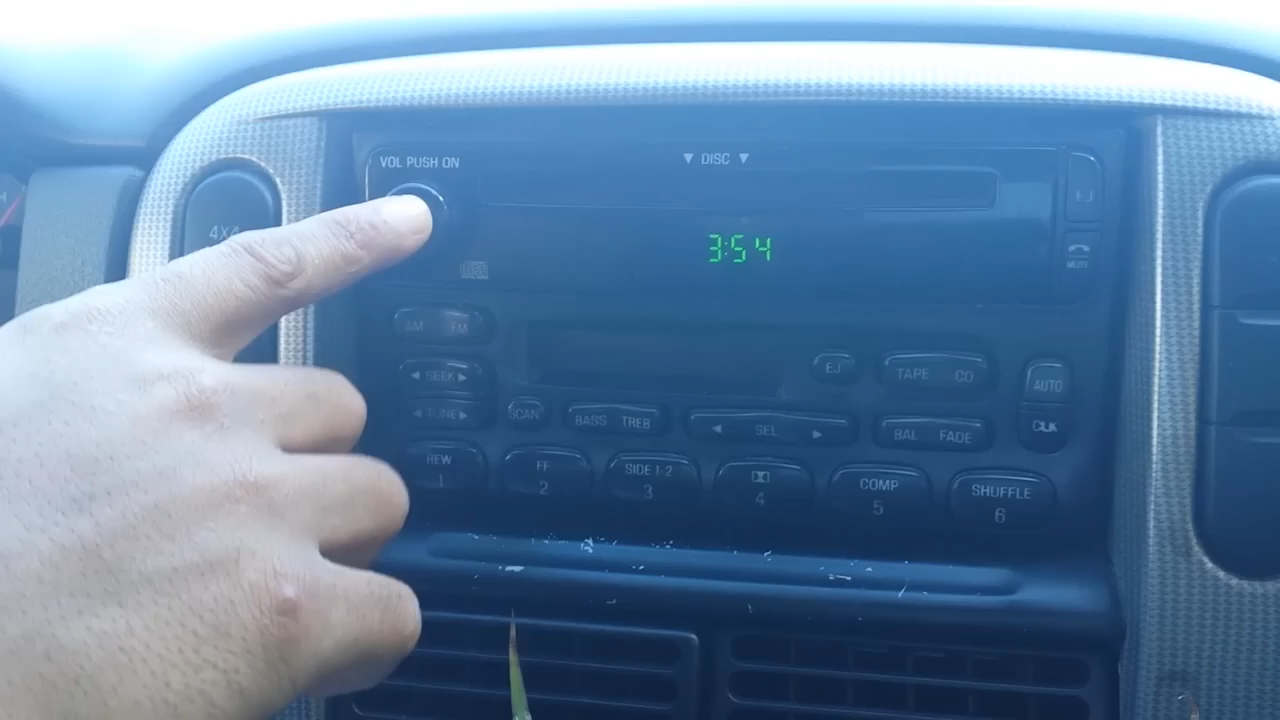 VOL PUSH ON
▼ DISC ▼
4X4
3:54
MUTE
AM FM
◀ SEEK ▶
EJ
TAPE CD
AUTO
◀ TUNE ▶
SCAN
BASS TREB
◀ SEL ▶
BAL FADE
CLK
REW
1
FF
2
SIDE 1-2
3
4
COMP
5
SHUFFLE
6